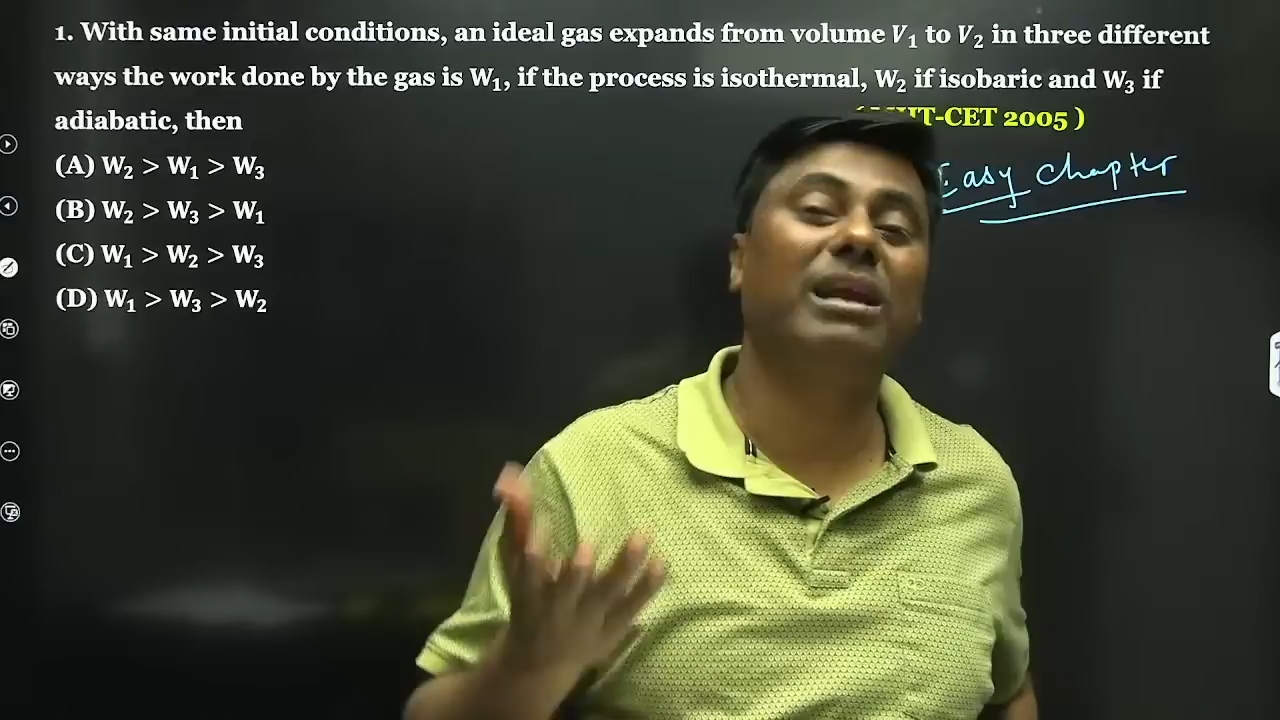 1. With same initial conditions, an ideal gas expands from volume V₁ to V₂ in three different
ways the work done by the gas is W₁, if the process is isothermal, W₂ if isobaric and W₃ if
adiabatic, then
T-CET 2005 )
(A) W₂ > W₁ > W₃
Easy chapter
(B) W₂ > W₃ > W₁
(C) W₁ > W₂ > W₃
(D) W₁ > W₃ > W₂